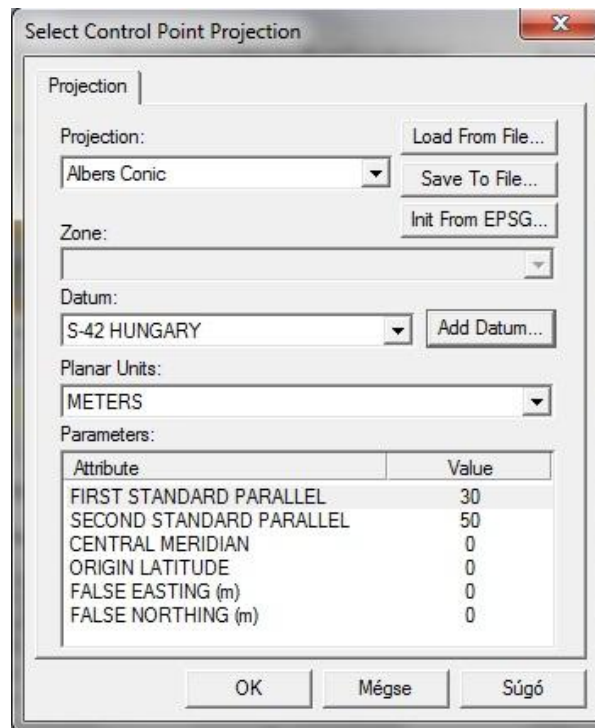 Select Control Point Projection
Projection
Projection:
Load From File...
Albers Conic
Save To File...
Init From EPSG...
Zone:
Datum:
S-42 HUNGARY
Add Datum...
Planar Units:
METERS
Parameters:
Attribute Value
FIRST STANDARD PARALLEL 30
SECOND STANDARD PARALLEL 50
CENTRAL MERIDIAN 0
ORIGIN LATITUDE 0
FALSE EASTING (m) 0
FALSE NORTHING (m) 0
OK Mégse Súgó